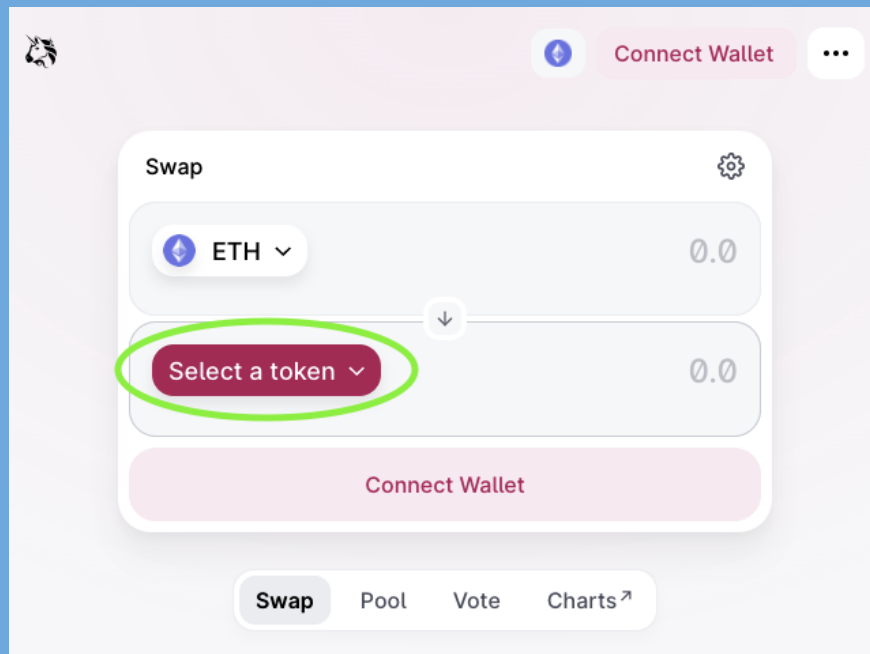 Connect Wallet
Swap
ETH
0.0
Select a token
0.0
Connect Wallet
Swap Pool Vote Charts↗